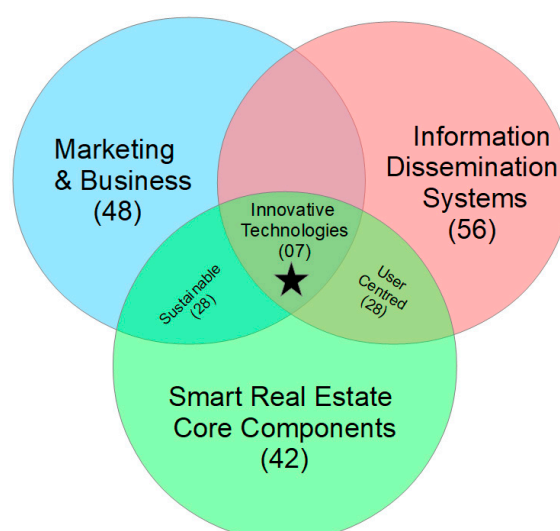 Marketing
& Business
(48)
Information
Dissemination
Systems
(56)
Innovative
Technologies
(07)
Sustainable
(28)
User
Centred
(28)
Smart Real Estate
Core Components
(42)